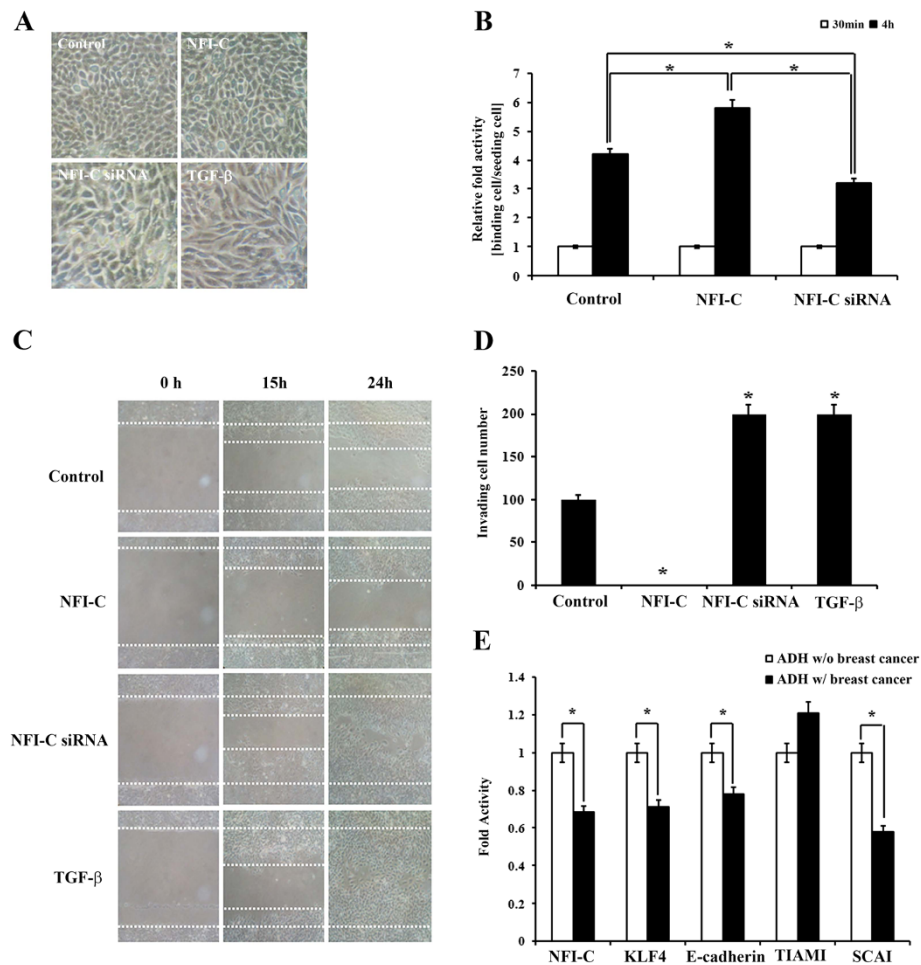 A
Control
NFI-C
NFI-C siRNA
TGF-β
B
30min
4h
*
*
*
Relative fold activity
[binding cell/seeding cell]
7
6
5
4
3
2
1
0
Control
NFI-C
NFI-C siRNA
C
0 h
15h
24h
Control
NFI-C
NFI-C siRNA
TGF-β
D
Invading cell number
250
200
150
100
50
0
*
*
*
Control
NFI-C
NFI-C siRNA
TGF-β
E
ADH w/o breast cancer
ADH w/ breast cancer
Fold Activity
1.4
1.2
1
0.8
0.6
0.4
0.2
0
*
*
*
*
NFI-C
KLF4
E-cadherin
TIAMI
SCAI